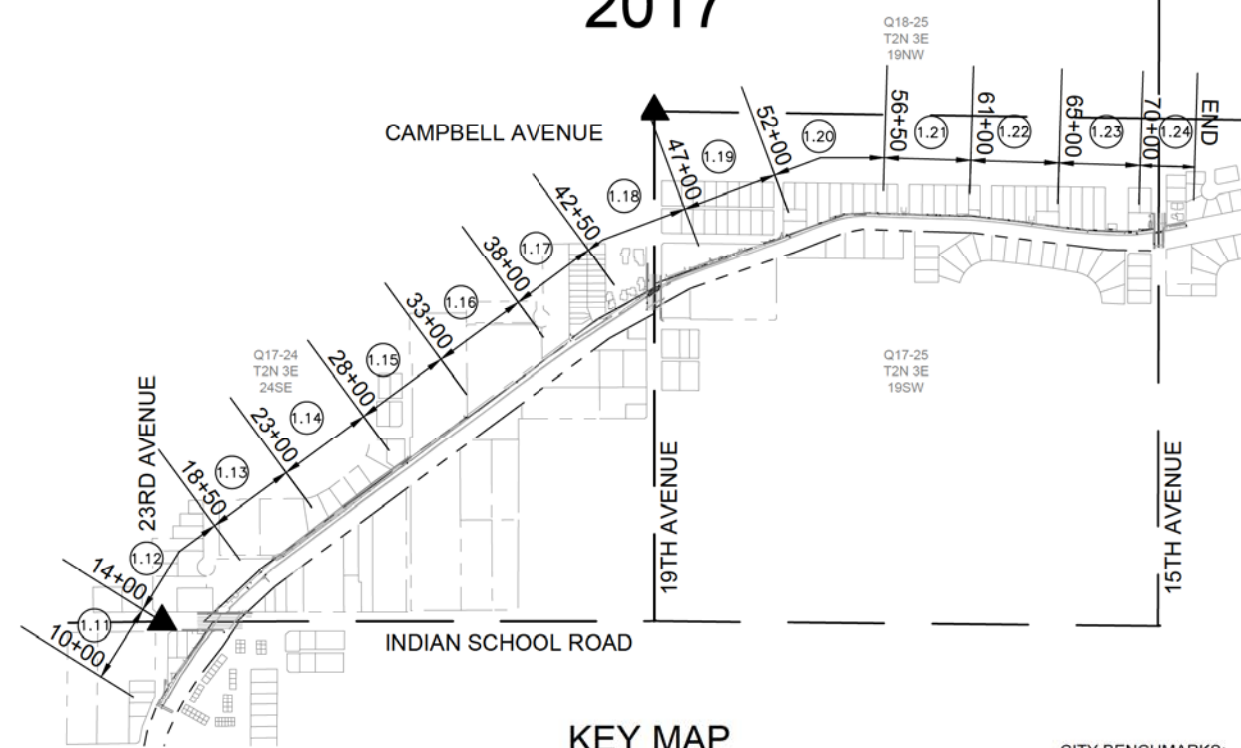 2017
Q18-25
T2N 3E
19NW
CAMPBELL AVENUE
END
1.24
70+00
1.23
65+00
1.22
61+00
1.21
56+50
1.20
52+00
1.19
47+00
1.18
42+50
1.17
38+00
1.16
33+00
1.15
28+00
1.14
23+00
1.13
18+50
1.12
14+00
1.11
10+00
Q17-24
T2N 3E
24SE
Q17-25
T2N 3E
19SW
23RD AVENUE
19TH AVENUE
15TH AVENUE
INDIAN SCHOOL ROAD
KEY MAP
CITY BENCHMARKS: